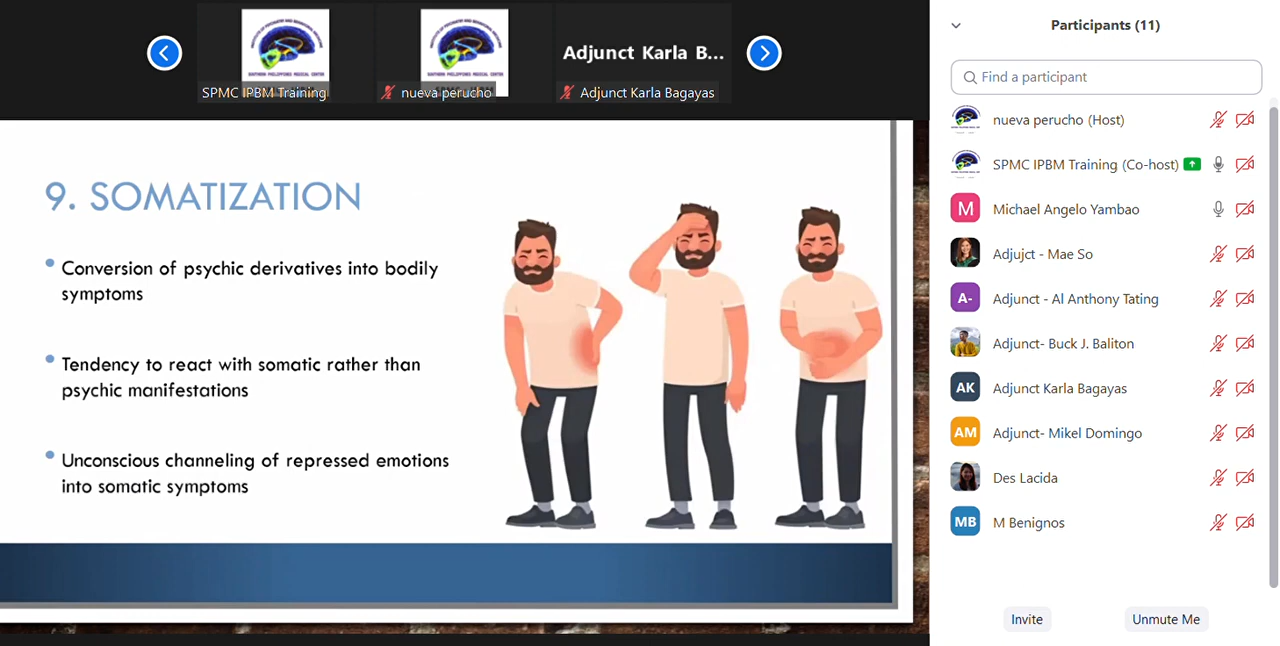 SPMC IPBM Training
nueva perucho
Adjunct Karla B...
Adjunct Karla Bagayas
9. SOMATIZATION
Conversion of psychic derivatives into bodily
symptoms
Tendency to react with somatic rather than
psychic manifestations
Unconscious channeling of repressed emotions
into somatic symptoms
Participants (11)
Find a participant
nueva perucho (Host)
SPMC IPBM Training (Co-host)
M Michael Angelo Yambao
Adjujct - Mae So
A- Adjunct - Al Anthony Tating
Adjunct- Buck J. Baliton
AK Adjunct Karla Bagayas
AM Adjunct- Mikel Domingo
Des Lacida
MB M Benignos
Invite
Unmute Me